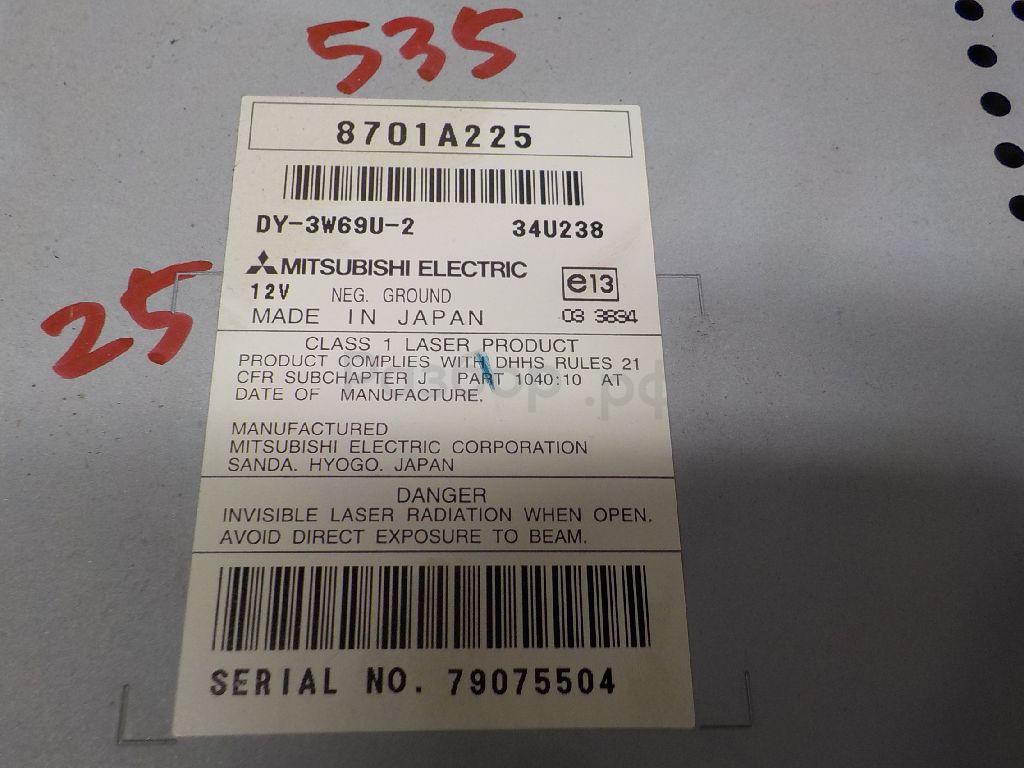 535
8701A225
DY-3W69U-2 34U238
MITSUBISHI ELECTRIC e13
12V NEG. GROUND
MADE IN JAPAN 03 3834
25
CLASS 1 LASER PRODUCT
PRODUCT COMPLIES WITH DHHS RULES 21
CFR SUBCHAPTER J PART 1040:10 AT
DATE OF MANUFACTURE.
Разбор.рф
MANUFACTURED
MITSUBISHI ELECTRIC CORPORATION
SANDA. HYOGO. JAPAN
DANGER
INVISIBLE LASER RADIATION WHEN OPEN.
AVOID DIRECT EXPOSURE TO BEAM.
SERIAL NO. 79075504